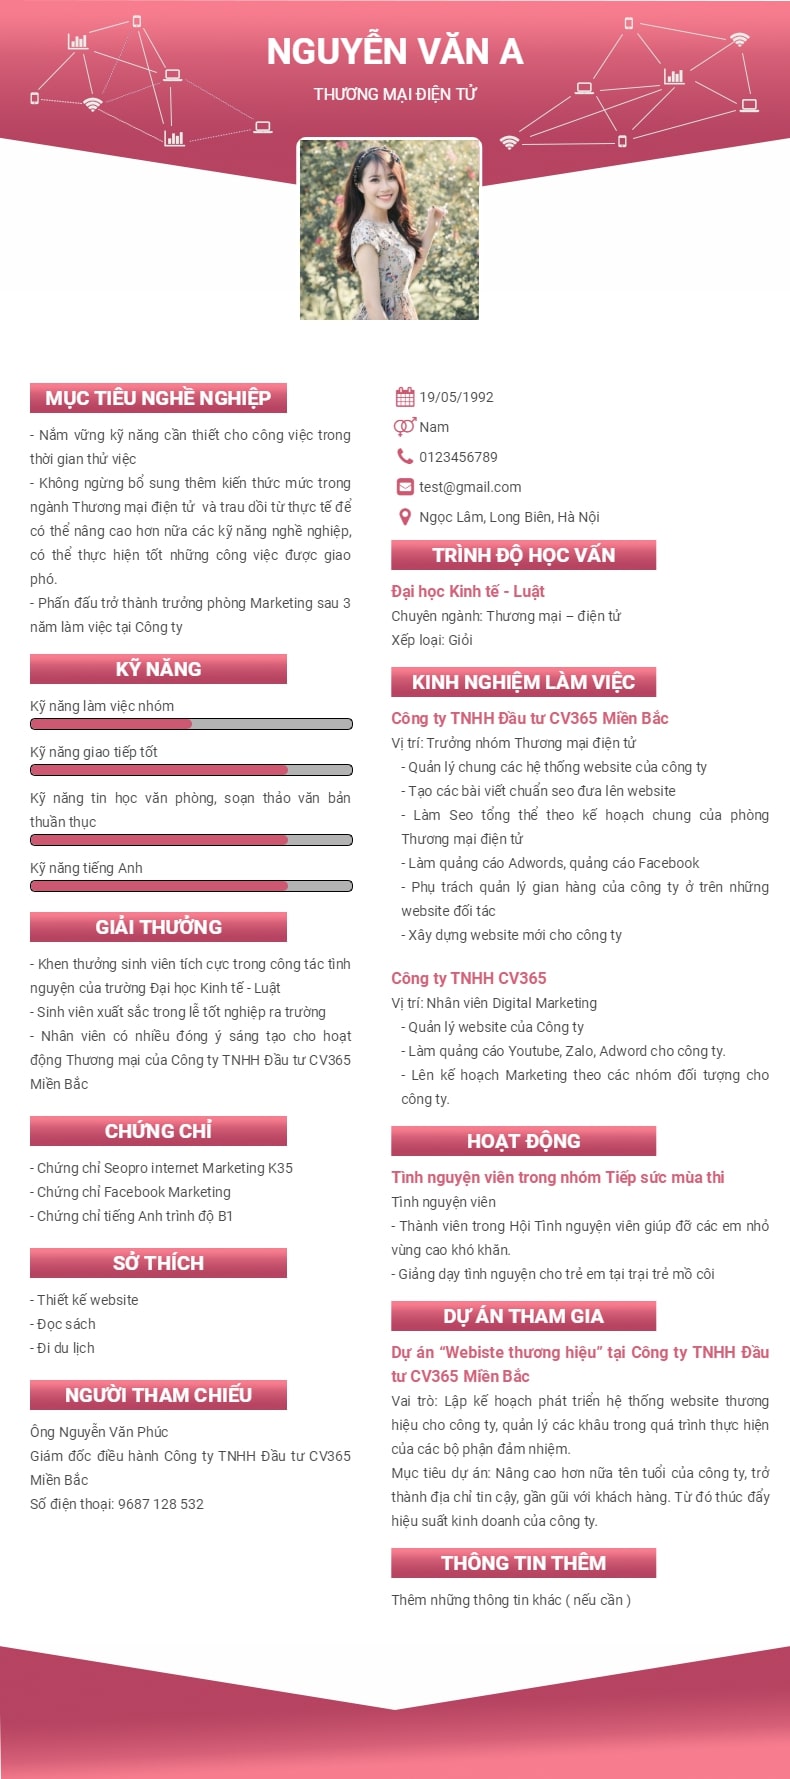 NGUYỄN VĂN A
THƯƠNG MẠI ĐIỆN TỬ
MỤC TIÊU NGHỀ NGHIỆP
- Nắm vững kỹ năng cần thiết cho công việc trong
thời gian thử việc
- Không ngừng bổ sung thêm kiến thức mức trong
ngành Thương mại điện tử  và trau dồi từ thực tế để
có thể nâng cao hơn nữa các kỹ năng nghề nghiệp,
có thể thực hiện tốt những công việc được giao
phó.
- Phấn đấu trở thành trưởng phòng Marketing sau 3
năm làm việc tại Công ty
KỸ NĂNG
Kỹ năng làm việc nhóm
Kỹ năng giao tiếp tốt
Kỹ năng tin học văn phòng, soạn thảo văn bản
thuần thục
Kỹ năng tiếng Anh
GIẢI THƯỞNG
- Khen thưởng sinh viên tích cực trong công tác tình
nguyện của trường Đại học Kinh tế - Luật
- Sinh viên xuất sắc trong lễ tốt nghiệp ra trường
- Nhân viên có nhiều đóng ý sáng tạo cho hoạt
động Thương mại của Công ty TNHH Đầu tư CV365
Miền Bắc
CHỨNG CHỈ
- Chứng chỉ Seopro internet Marketing K35
- Chứng chỉ Facebook Marketing
- Chứng chỉ tiếng Anh trình độ B1
SỞ THÍCH
- Thiết kế website
- Đọc sách
- Đi du lịch
NGƯỜI THAM CHIẾU
Ông Nguyễn Văn Phúc
Giám đốc điều hành Công ty TNHH Đầu tư CV365
Miền Bắc
Số điện thoại: 9687 128 532
19/05/1992
Nam
0123456789
test@gmail.com
Ngọc Lâm, Long Biên, Hà Nội
TRÌNH ĐỘ HỌC VẤN
Đại học Kinh tế - Luật
Chuyên ngành: Thương mại – điện tử
Xếp loại: Giỏi
KINH NGHIỆM LÀM VIỆC
Công ty TNHH Đầu tư CV365 Miền Bắc
Vị trí: Trưởng nhóm Thương mại điện tử
- Quản lý chung các hệ thống website của công ty
- Tạo các bài viết chuẩn seo đưa lên website
- Làm Seo tổng thể theo kế hoạch chung của phòng
Thương mại điện tử
- Làm quảng cáo Adwords, quảng cáo Facebook
- Phụ trách quản lý gian hàng của công ty ở trên những
website đối tác
- Xây dựng website mới cho công ty
Công ty TNHH CV365
Vị trí: Nhân viên Digital Marketing
- Quản lý website của Công ty
- Làm quảng cáo Youtube, Zalo, Adword cho công ty.
- Lên kế hoạch Marketing theo các nhóm đối tượng cho
công ty.
HOẠT ĐỘNG
Tình nguyện viên trong nhóm Tiếp sức mùa thi
Tình nguyện viên
- Thành viên trong Hội Tình nguyện viên giúp đỡ các em nhỏ
vùng cao khó khăn.
- Giảng dạy tình nguyện cho trẻ em tại trại trẻ mồ côi
DỰ ÁN THAM GIA
Dự án “Webiste thương hiệu” tại Công ty TNHH Đầu
tư CV365 Miền Bắc
Vai trò: Lập kế hoạch phát triển hệ thống website thương
hiệu cho công ty, quản lý các khâu trong quá trình thực hiện
của các bộ phận đảm nhiệm.
Mục tiêu dự án: Nâng cao hơn nữa tên tuổi của công ty, trở
thành địa chỉ tin cậy, gần gũi với khách hàng. Từ đó thúc đẩy
hiệu suất kinh doanh của công ty.
THÔNG TIN THÊM
Thêm những thông tin khác ( nếu cần )